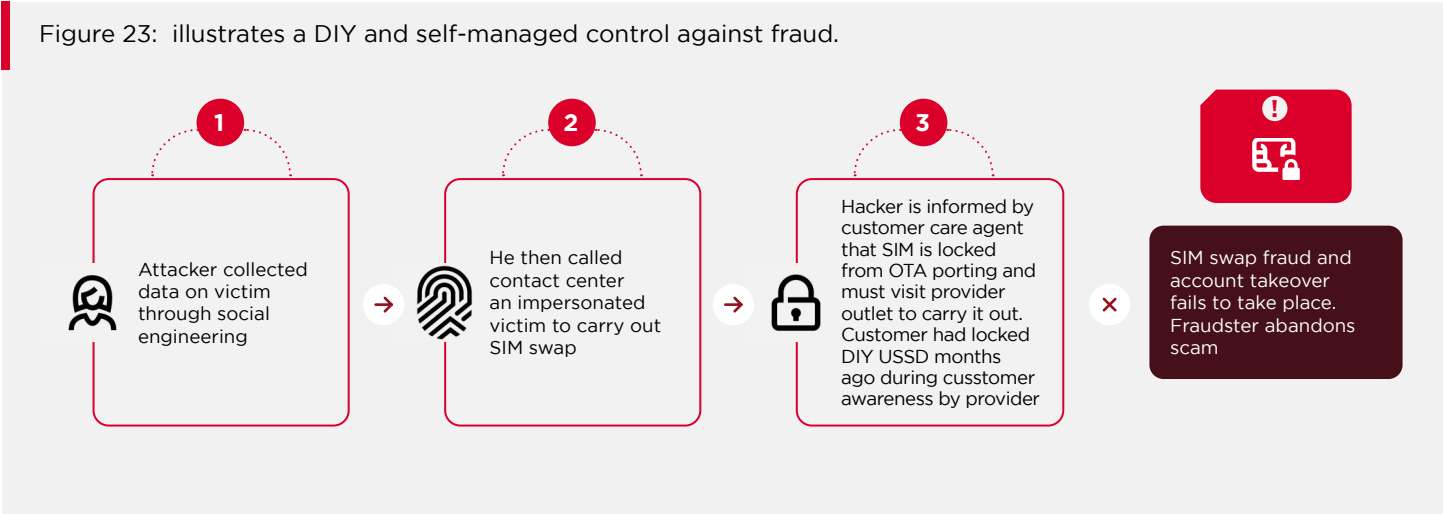 Figure 23: illustrates a DIY and self-managed control against fraud.
1
Attacker collected
data on victim
through social
engineering
2
He then called
contact center
an impersonated
victim to carry out
SIM swap
3
Hacker is informed by
customer care agent
that SIM is locked
from OTA porting and
must visit provider
outlet to carry it out.
Customer had locked
DIY USSD months
ago during cusstomer
awareness by provider
!
SIM swap fraud and
account takeover
fails to take place.
Fraudster abandons
scam